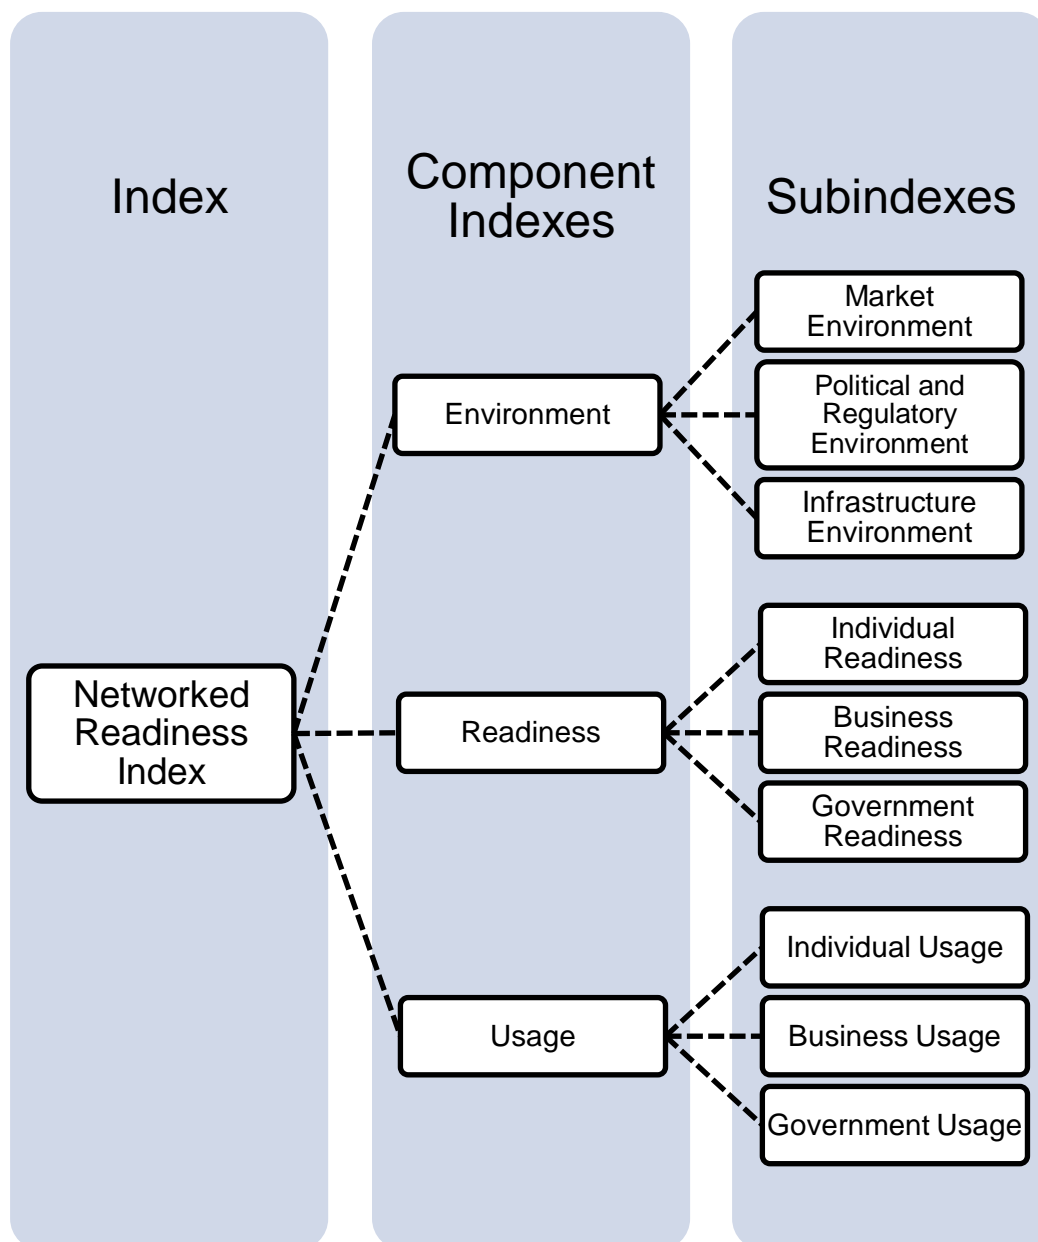 Index
Component
Indexes
Subindexes
Market
Environment
Political and
Regulatory
Environment
Infrastructure
Environment
Environment
Individual
Readiness
Business
Readiness
Government
Readiness
Readiness
Networked
Readiness
Index
Individual Usage
Business Usage
Government Usage
Usage